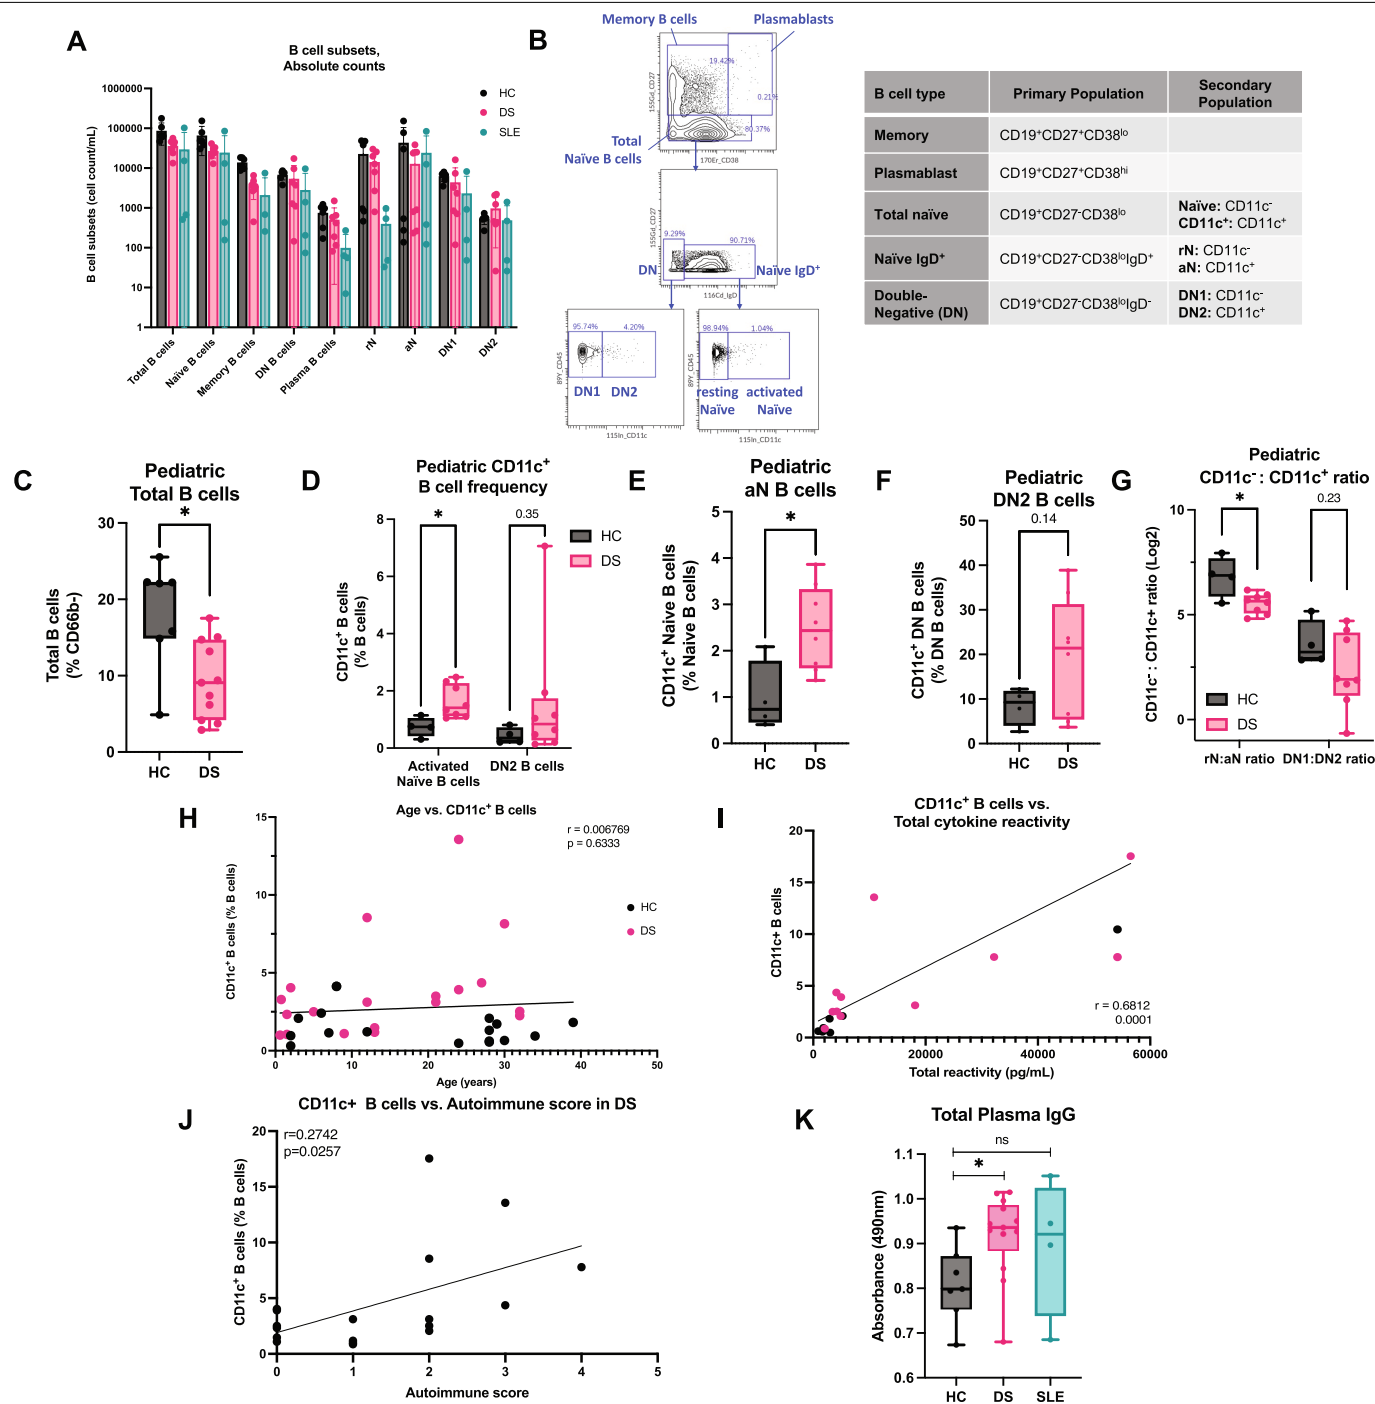 A
B cell subsets,
Absolute counts
B cell subsets (cell count/mL)
1000000
100000
10000
1000
100
10
1
HC
DS
SLE
Total B cells
Naïve B cells
Memory B cells
DN B cells
Plasma B cells
rN
aN
DN1
DN2
B
Memory B cells
Plasmablasts
19.42%
0.21%
80.37%
155Gd_CD27
170Er_CD38
Total
Naïve B cells
9.29%
90.71%
155Gd_CD27
DN
Naïve IgD⁺
116Cd_IgD
95.74%
4.20%
89Y_CD45
DN1
DN2
115In_CD11c
98.94%
1.04%
89Y_CD45
resting
Naïve
activated
Naïve
115In_CD11c
B cell type Primary Population Secondary Population
Memory CD19⁺CD27⁺CD38ˡᵒ
Plasmablast CD19⁺CD27⁺CD38ʰⁱ
Total naïve CD19⁺CD27⁻CD38ˡᵒ Naïve: CD11c⁻
CD11c⁺: CD11c⁺
Naïve IgD⁺ CD19⁺CD27⁻CD38ˡᵒIgD⁺ rN: CD11c⁻
aN: CD11c⁺
Double-
Negative (DN) CD19⁺CD27⁻CD38ˡᵒIgD⁻ DN1: CD11c⁻
DN2: CD11c⁺
C
Pediatric
Total B cells
Total B cells
(% CD66b-)
30
20
10
0
*
HC
DS
D
Pediatric CD11c⁺
B cell frequency
CD11c⁺ B cells
(% B cells)
8
6
4
2
0
*
0.35
HC
DS
Activated
Naïve B cells
DN2 B cells
E
Pediatric
aN B cells
CD11c⁺ Naive B cells
(% Naive B cells)
5
4
3
2
1
0
*
HC
DS
F
Pediatric
DN2 B cells
CD11c⁺ DN B cells
(% DN B cells)
50
40
30
20
10
0
0.14
HC
DS
G
Pediatric
CD11c⁻ : CD11c⁺ ratio
CD11c⁻ : CD11c+ ratio (Log2)
10
5
0
*
0.23
HC
DS
rN:aN ratio
DN1:DN2 ratio
H
Age vs. CD11c⁺ B cells
CD11c⁺ B cells (% B cells)
15
10
5
0
r = 0.006769
p = 0.6333
HC
DS
0
10
20
30
40
50
Age (years)
I
CD11c⁺ B cells vs.
Total cytokine reactivity
CD11c+ B cells
20
15
10
5
0
r = 0.6812
0.0001
0
20000
40000
60000
Total reactivity (pg/mL)
J
CD11c+ B cells vs. Autoimmune score in DS
CD11c⁺ B cells (% B cells)
20
15
10
5
0
r=0.2742
p=0.0257
0
1
2
3
4
5
Autoimmune score
K
Total Plasma IgG
Absorbance (490nm)
1.1
1.0
0.9
0.8
0.7
0.6
ns
*
HC
DS
SLE